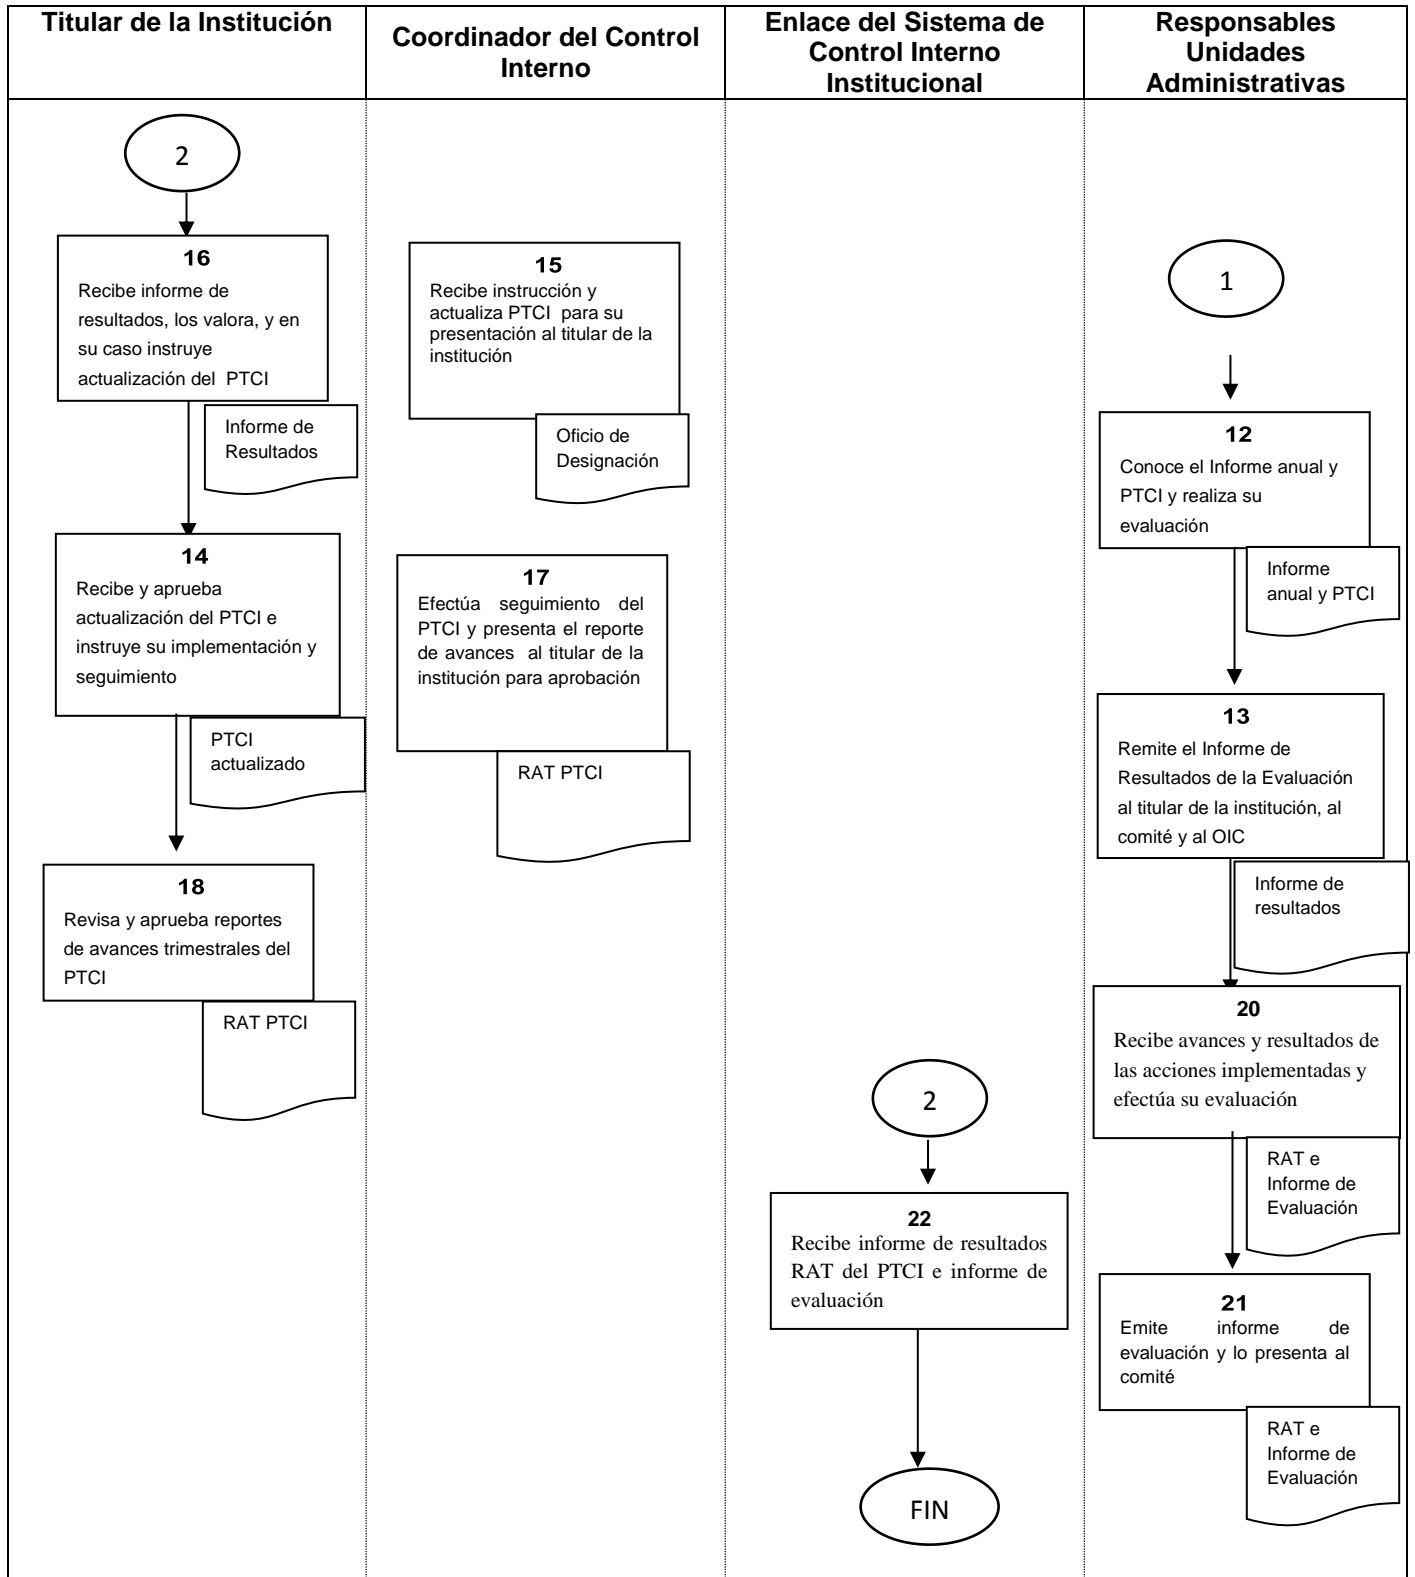 Titular de la Institución
Coordinador del Control
Interno
Enlace del Sistema de
Control Interno
Institucional
Responsables
Unidades
Administrativas
2
16
Recibe informe de
resultados, los valora, y en
su caso instruye
actualización del PTCI
Informe de
Resultados
14
Recibe y aprueba
actualización del PTCI e
instruye su implementación y
seguimiento
PTCI
actualizado
18
Revisa y aprueba reportes
de avances trimestrales del
PTCI
RAT PTCI
15
Recibe instrucción y
actualiza PTCI para su
presentación al titular de la
institución
Oficio de
Designación
17
Efectúa seguimiento del
PTCI y presenta el reporte
de avances al titular de la
institución para aprobación
RAT PTCI
2
22
Recibe informe de resultados
RAT del PTCI e informe de
evaluación
FIN
1
12
Conoce el Informe anual y
PTCI y realiza su
evaluación
Informe
anual y PTCI
13
Remite el Informe de
Resultados de la Evaluación
al titular de la institución, al
comité y al OIC
Informe de
resultados
20
Recibe avances y resultados de
las acciones implementadas y
efectúa su evaluación
RAT e
Informe de
Evaluación
21
Emite informe de
evaluación y lo presenta al
comité
RAT e
Informe de
Evaluación